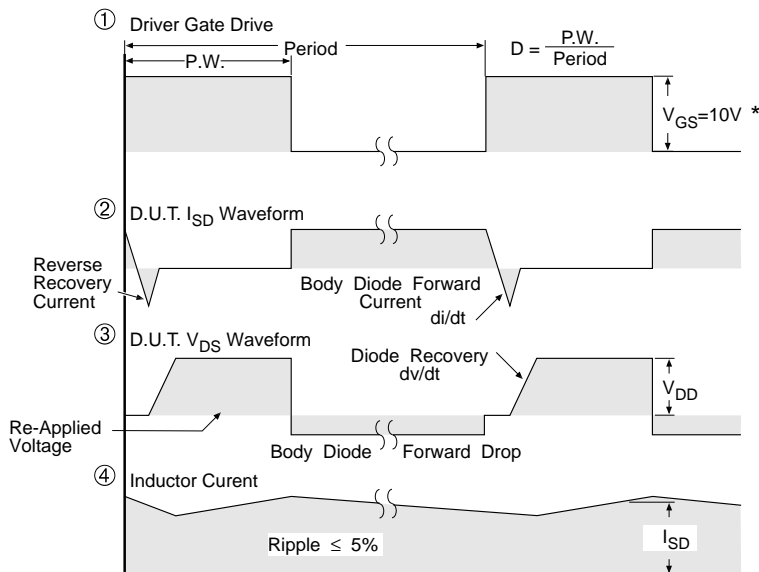 ① Driver Gate Drive
Period
P.W.
D = P.W.
Period
V_GS=10V *
② D.U.T. I_SD Waveform
Reverse
Recovery
Current
Body Diode Forward
Current
di/dt
③ D.U.T. V_DS Waveform
Diode Recovery
dv/dt
V_DD
Re-Applied
Voltage
Body Diode Forward Drop
④ Inductor Curent
Ripple ≤ 5%
I_SD